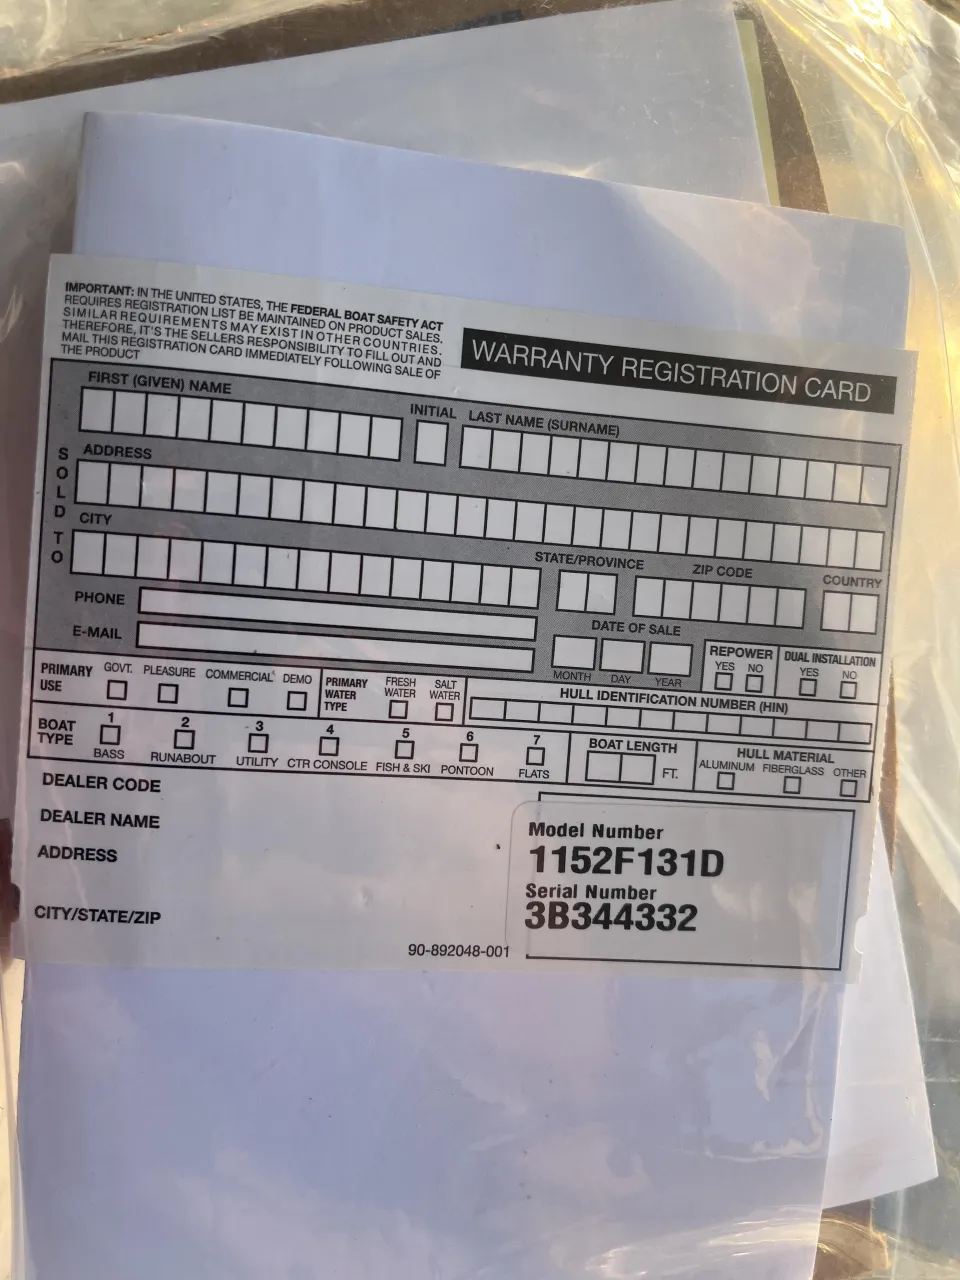 IMPORTANT: IN THE UNITED STATES, THE FEDERAL BOAT SAFETY ACT
REQUIRES REGISTRATION LIST BE MAINTAINED ON PRODUCT SALES.
SIMILAR REQUIREMENTS MAY EXIST IN OTHER COUNTRIES.
THEREFORE, IT'S THE SELLERS RESPONSIBILITY TO FILL OUT AND
MAIL THIS REGISTRATION CARD IMMEDIATELY FOLLOWING SALE OF
THE PRODUCT
WARRANTY REGISTRATION CARD
SOLD TO
FIRST (GIVEN) NAME
INITIAL
LAST NAME (SURNAME)
ADDRESS
CITY
STATE/PROVINCE
ZIP CODE
COUNTRY
PHONE
E-MAIL
DATE OF SALE
MONTH DAY YEAR
REPOWER
YES NO
DUAL INSTALLATION
YES NO
PRIMARY
USE
GOVT. PLEASURE COMMERCIAL DEMO
PRIMARY
WATER
TYPE
FRESH
WATER
SALT
WATER
HULL IDENTIFICATION NUMBER (HIN)
BOAT
TYPE
1 2 3 4 5 6 7
BASS RUNABOUT UTILITY CTR CONSOLE FISH & SKI PONTOON FLATS
BOAT LENGTH
FT.
HULL MATERIAL
ALUMINUM FIBERGLASS OTHER
DEALER CODE
DEALER NAME
ADDRESS
CITY/STATE/ZIP
Model Number
1152F131D
Serial Number
3B344332
90-892048-001